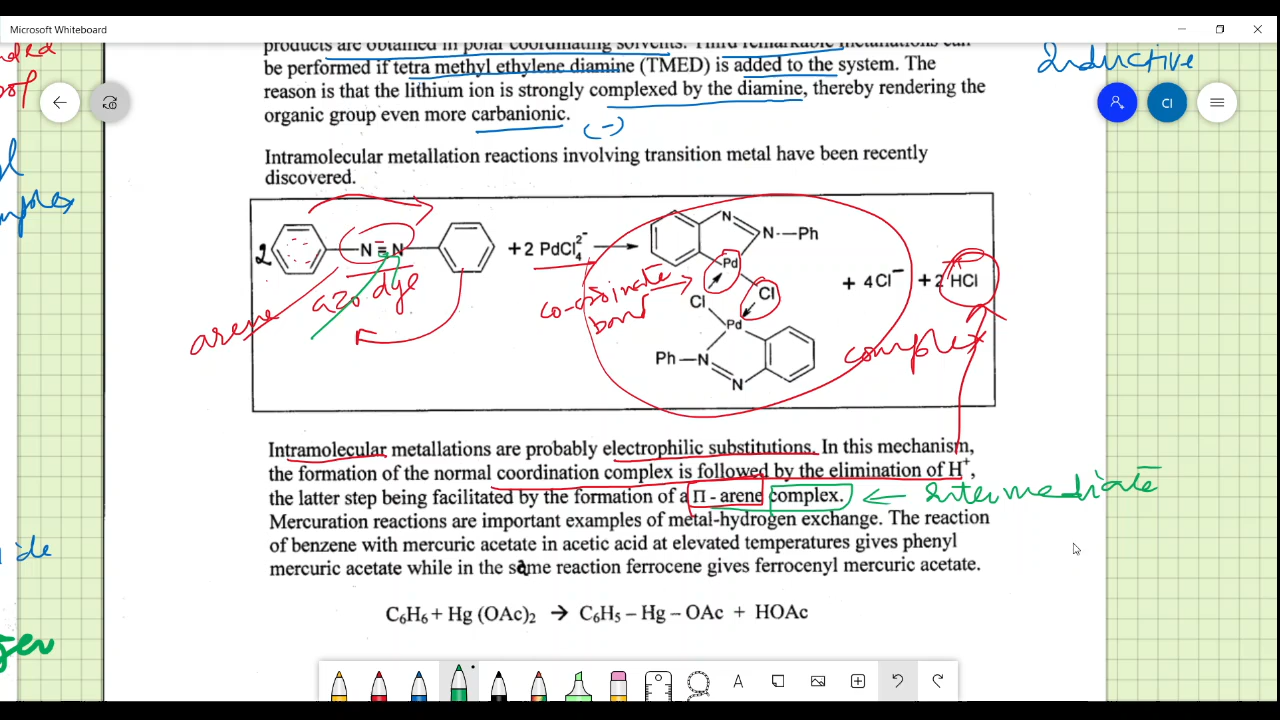 Microsoft Whiteboard
nded
oof
products are obtained in polar coordinating solvents. Third remarkable metallations can
Inductive
be performed if tetra methyl ethylene diamine (TMED) is added to the system. The
reason is that the lithium ion is strongly complexed by the diamine, thereby rendering the
CI
organic group even more carbanionic.
(-)
Intramolecular metallation reactions involving transition metal have been recently
discovered.
2 N = N + 2 PdCl4^2- → N N-Ph Pd Cl Cl Pd Ph-N N + 4Cl^- + 2 HCl
azo dye
arene
co-ordinate
bond
complex
Intramolecular metallations are probably electrophilic substitutions. In this mechanism,
the formation of the normal coordination complex is followed by the elimination of H+,
the latter step being facilitated by the formation of a Π - arene complex. ← Intermediate
Mercuration reactions are important examples of metal-hydrogen exchange. The reaction
of benzene with mercuric acetate in acetic acid at elevated temperatures gives phenyl
mercuric acetate while in the same reaction ferrocene gives ferrocenyl mercuric acetate.
C6H6 + Hg (OAc)2 → C6H5 – Hg – OAc + HOAc
A